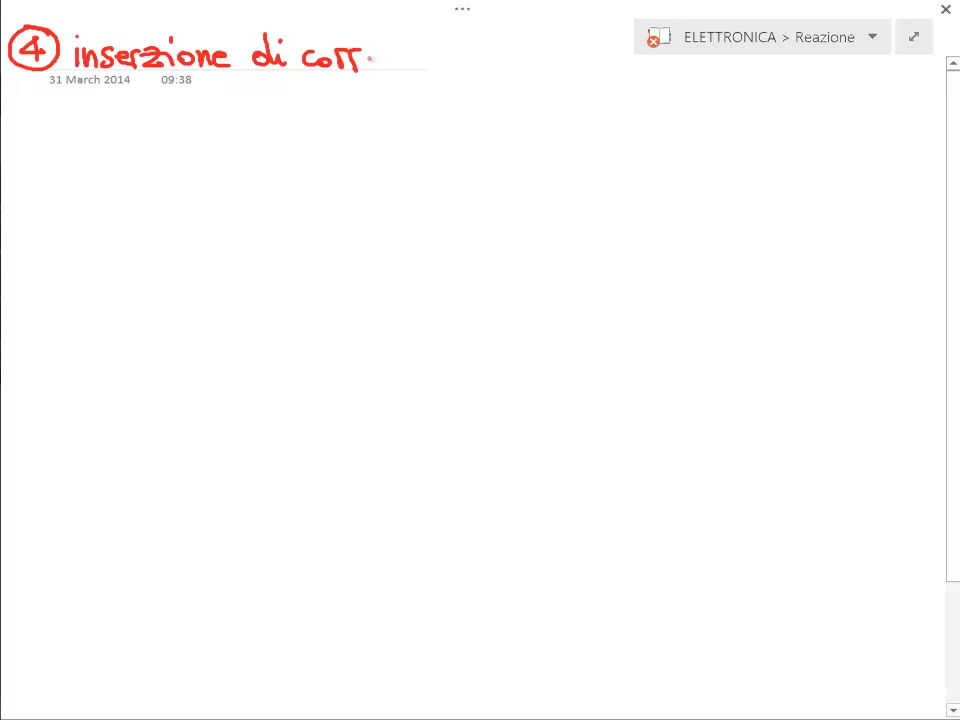 ④ inserzione di corr.
31 March 2014 09:38
ELETTRONICA > Reazione